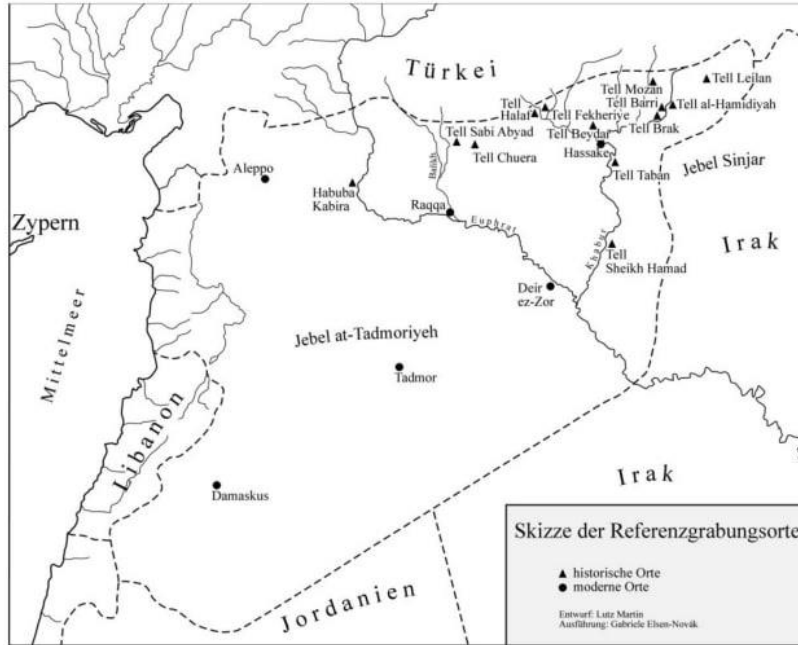 Türkei
Tell Lejlan
Tell Mozan
Tell Barri
Tell al-Hamidiyah
Tell
Halaf
Tell Fekheriye
Tell Beydar
Tell Brak
Tell Sabi Abyad
Tell Chuera
Hassake
Tell Taban
Jebel Sinjar
Aleppo
Habuba
Kabira
Balikh
Raqqa
Euphrat
Khabur
Zypern
Irak
Tell
Sheikh Hamad
Deir
ez-Zor
Mittelmeer
Jebel at-Tadmoriyeh
Tadmor
Libanon
Damaskus
Irak
Jordanien
Skizze der Referenzgrabungsorte
historische Orte
moderne Orte
Entwurf: Lutz Martin
Ausführung: Gabriele Elsen-Novák